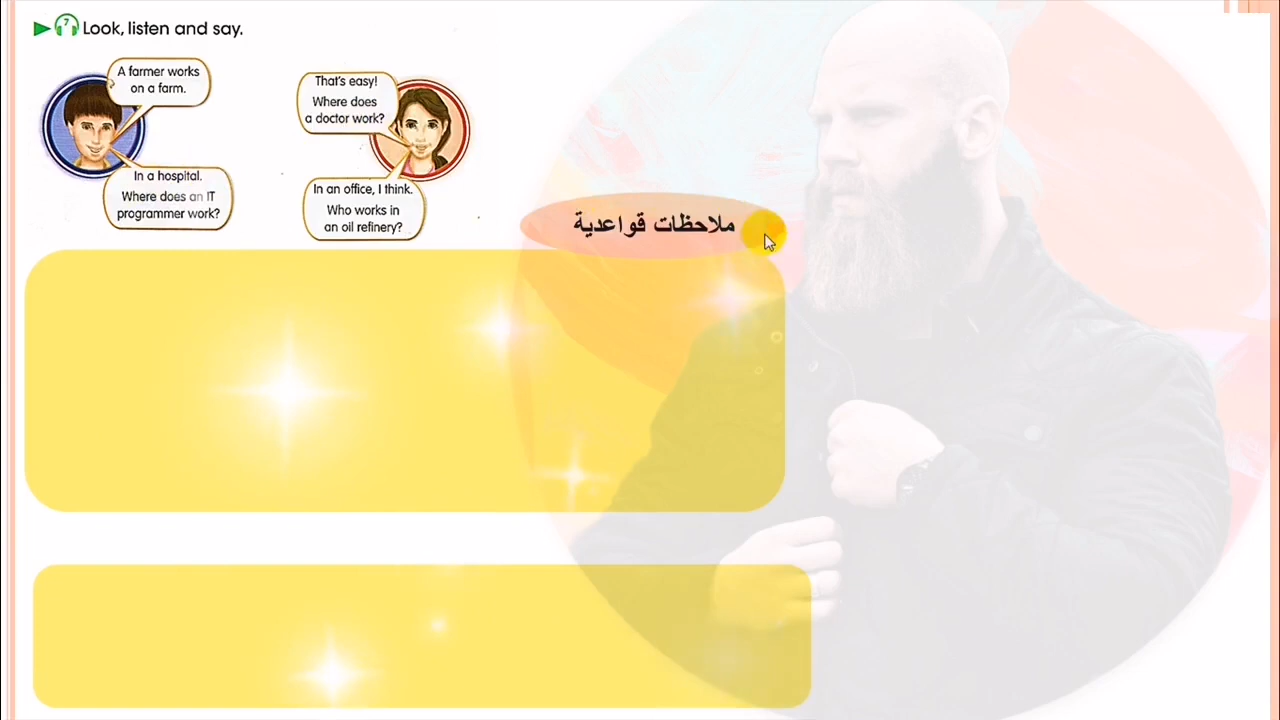 7
Look, listen and say.
A farmer works
on a farm.
That's easy!
Where does
a doctor work?
In a hospital.
Where does an IT
programmer work?
In an office, I think.
Who works in
an oil refinery?
ملاحظات قواعدية